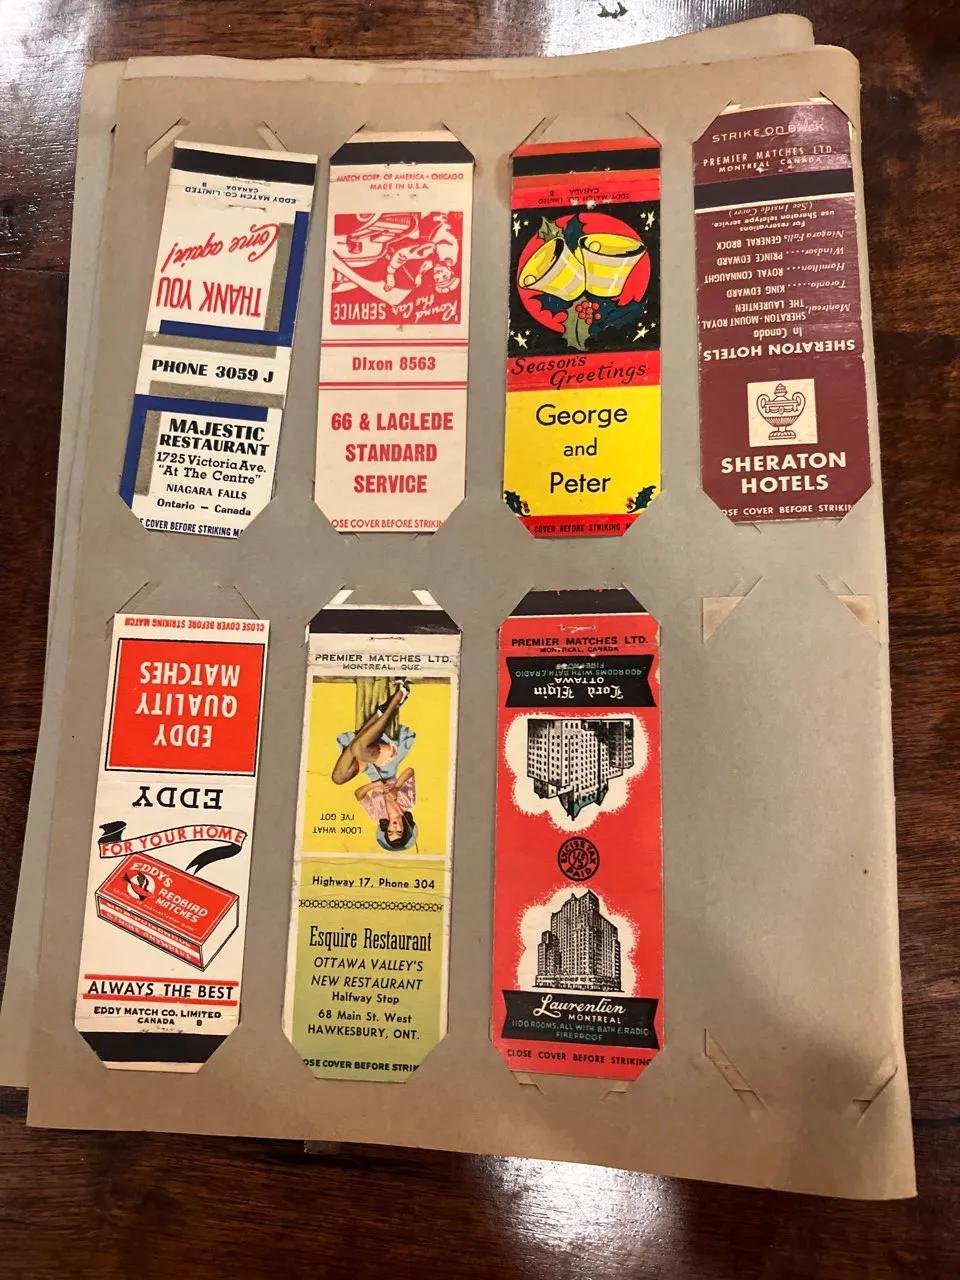 EDDY MATCH CO. LIMITED
CANADA B
Come again!
THANK YOU
PHONE 3059 J
MAJESTIC
RESTAURANT
1725 Victoria Ave.
"At The Centre"
NIAGARA FALLS
Ontario — Canada
COVER BEFORE STRIKING
MATCH CORP. OF AMERICA • CHICAGO
MADE IN U.S.A.
Round
the Car
SERVICE
DIxon 8563
66 & LACLEDE
STANDARD
SERVICE
OSE COVER BEFORE STRIKIN
EDDY MATCH CO. LIMITED
CANADA
Season's
Greetings
George
and
Peter
COVER BEFORE STRIKING M
STRIKE ON BACK
PREMIER MATCHES LTD.
MONTREAL CANADA
SHERATON HOTELS
In Canada
Montreal, SHERATON-MOUNT ROYAL
THE LAURENTIEN
Toronto..... KING EDWARD
Hamilton.... ROYAL CONNAUGHT
Windsor..... PRINCE EDWARD
Niagara Falls GENERAL BROCK
For reservations
use Sheraton teletype service.
(See Inside Cover)
SHERATON
HOTELS
OSE COVER BEFORE STRIKIN
CLOSE COVER BEFORE STRIKING MATCH
EDDY
QUALITY
MATCHES
EDDY
FOR YOUR HOME
EDDY'S
REDBIRD
MATCHES
ALWAYS THE BEST
EDDY MATCH CO. LIMITED
CANADA B
PREMIER MATCHES LTD.
MONTREAL, QUE.
LOOK WHAT
I'VE GOT
Highway 17, Phone 304
Esquire Restaurant
OTTAWA VALLEY'S
NEW RESTAURANT
Halfway Stop
68 Main St. West
HAWKESBURY, ONT.
OSE COVER BEFORE STRIK
PREMIER MATCHES LTD.
MONTREAL, CANADA
Lord Elgin
OTTAWA
400 ROOMS WITH BATH & RADIO
FIREPROOF
EXCISE TAX
PAID
Laurentien
MONTREAL
1100 ROOMS, ALL WITH BATH & RADIO
FIREPROOF
CLOSE COVER BEFORE STRIKING